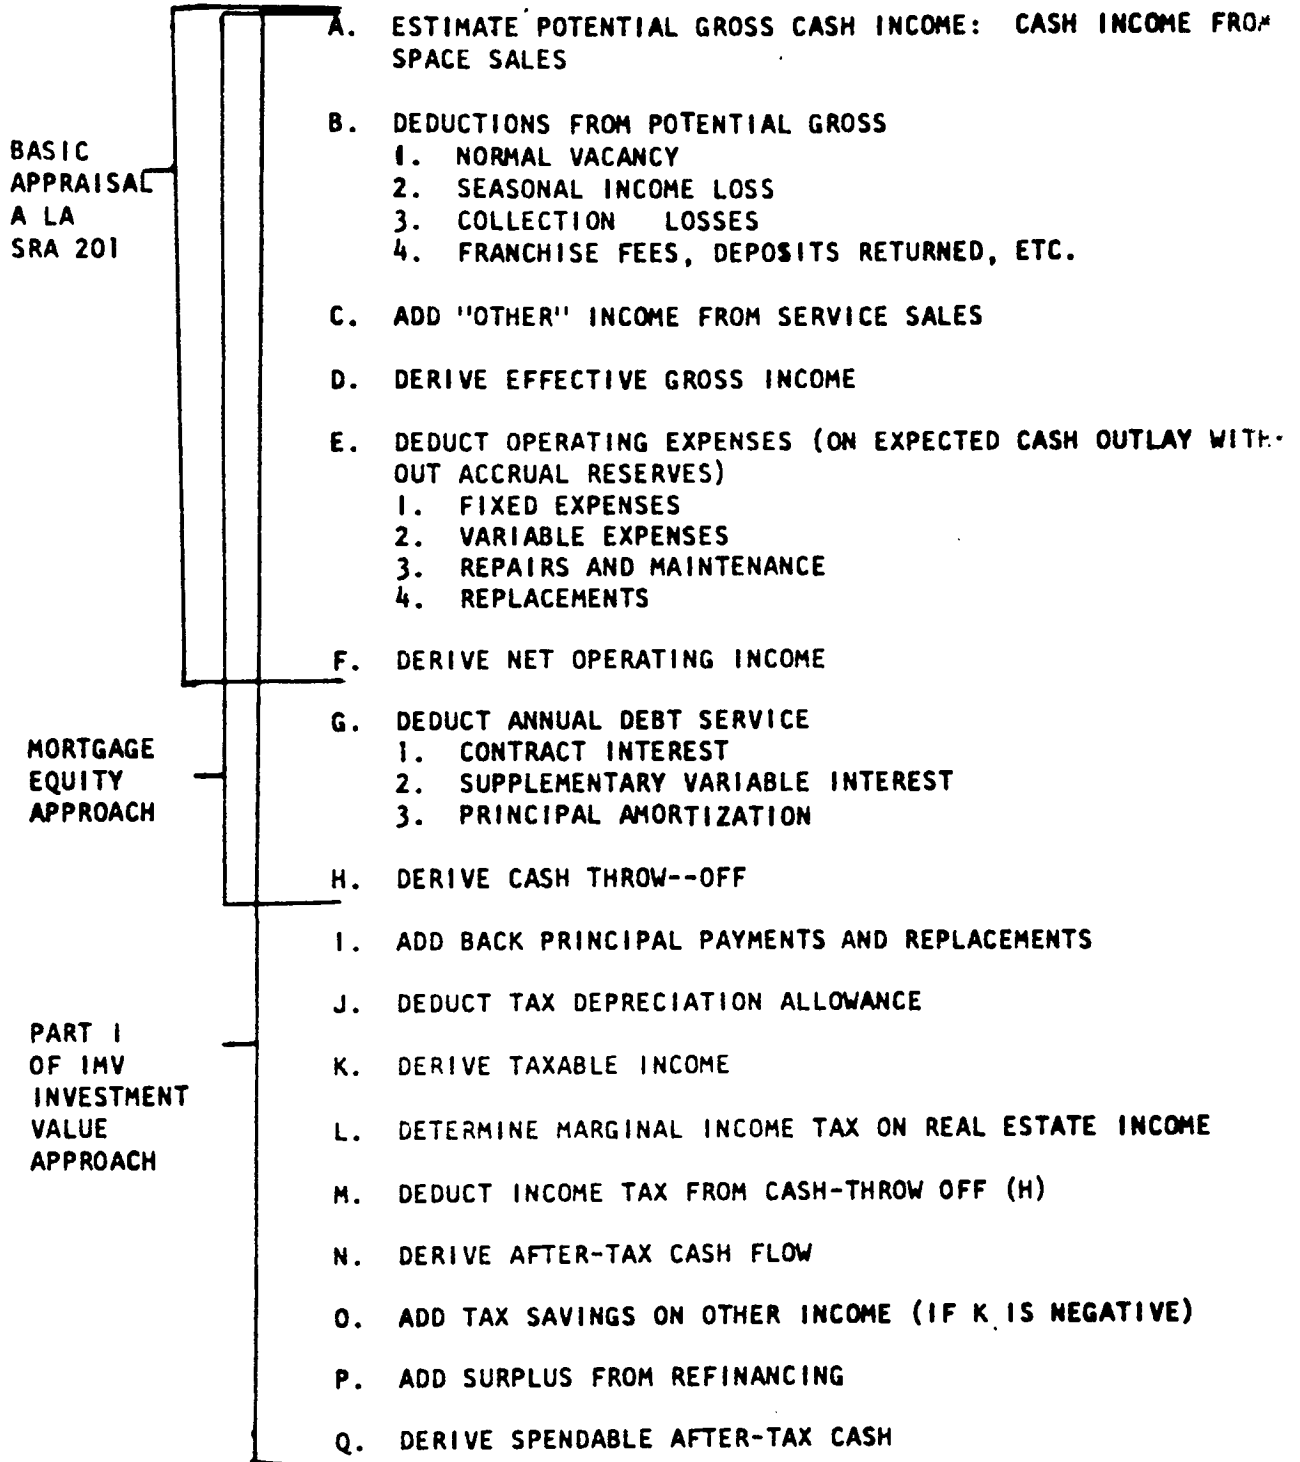 A. ESTIMATE POTENTIAL GROSS CASH INCOME: CASH INCOME FROM
SPACE SALES
B. DEDUCTIONS FROM POTENTIAL GROSS
1. NORMAL VACANCY
2. SEASONAL INCOME LOSS
3. COLLECTION LOSSES
4. FRANCHISE FEES, DEPOSITS RETURNED, ETC.
BASIC
APPRAISAL
A LA
SRA 201
C. ADD "OTHER" INCOME FROM SERVICE SALES
D. DERIVE EFFECTIVE GROSS INCOME
E. DEDUCT OPERATING EXPENSES (ON EXPECTED CASH OUTLAY WITH-
OUT ACCRUAL RESERVES)
1. FIXED EXPENSES
2. VARIABLE EXPENSES
3. REPAIRS AND MAINTENANCE
4. REPLACEMENTS
F. DERIVE NET OPERATING INCOME
G. DEDUCT ANNUAL DEBT SERVICE
1. CONTRACT INTEREST
2. SUPPLEMENTARY VARIABLE INTEREST
3. PRINCIPAL AMORTIZATION
MORTGAGE
EQUITY
APPROACH
H. DERIVE CASH THROW--OFF
I. ADD BACK PRINCIPAL PAYMENTS AND REPLACEMENTS
J. DEDUCT TAX DEPRECIATION ALLOWANCE
PART I
OF IMV
INVESTMENT
VALUE
APPROACH
K. DERIVE TAXABLE INCOME
L. DETERMINE MARGINAL INCOME TAX ON REAL ESTATE INCOME
M. DEDUCT INCOME TAX FROM CASH-THROW OFF (H)
N. DERIVE AFTER-TAX CASH FLOW
O. ADD TAX SAVINGS ON OTHER INCOME (IF K IS NEGATIVE)
P. ADD SURPLUS FROM REFINANCING
Q. DERIVE SPENDABLE AFTER-TAX CASH